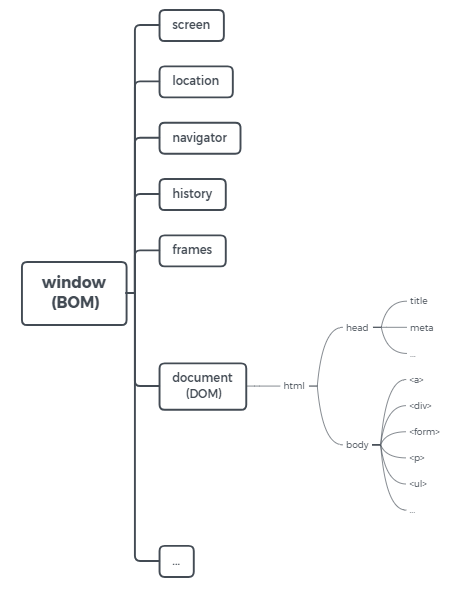 screen
location
navigator
history
frames
window
(BOM)
title
head
meta
...
document
(DOM)
html
<a>
<div>
<form>
body
<p>
<ul>
...
...